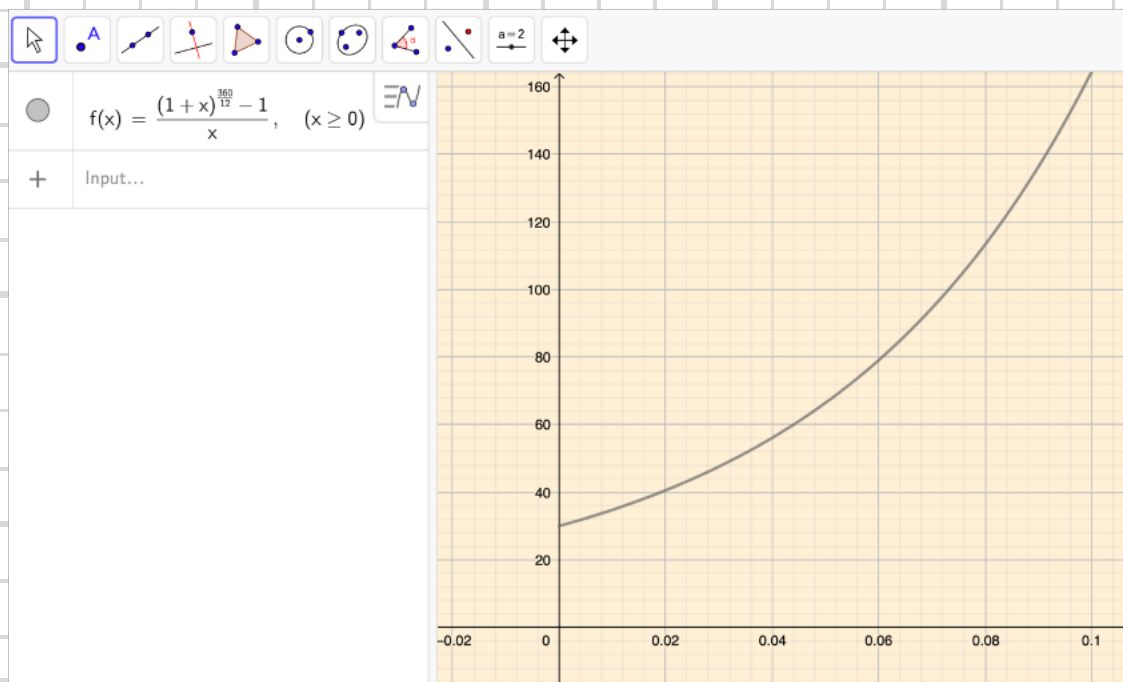 A
α
a=2
f(x) = ((1 + x)^(360/12) − 1)/x, (x ≥ 0)
+ Input...
160
140
120
100
80
60
40
20
−0.02 0 0.02 0.04 0.06 0.08 0.1